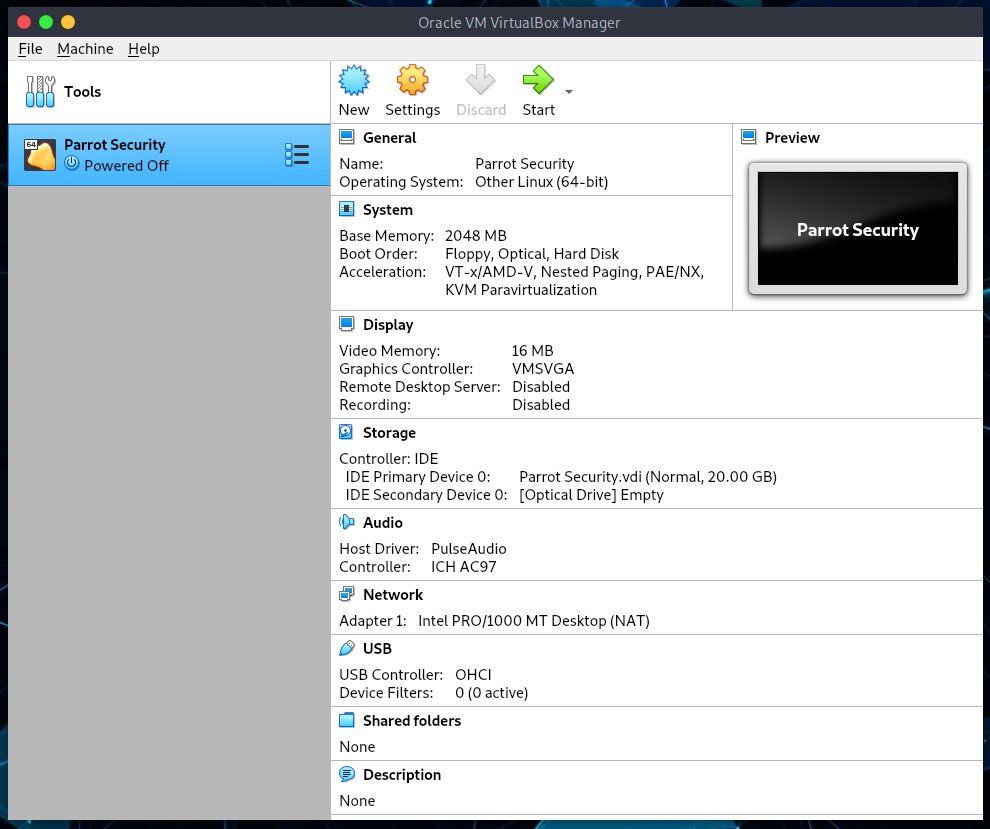 Oracle VM VirtualBox Manager
File Machine Help
Tools
New Settings Discard Start
64 Parrot Security
Powered Off
General
Name: Parrot Security
Operating System: Other Linux (64-bit)
Preview
Parrot Security
System
Base Memory: 2048 MB
Boot Order: Floppy, Optical, Hard Disk
Acceleration: VT-x/AMD-V, Nested Paging, PAE/NX,
KVM Paravirtualization
Display
Video Memory: 16 MB
Graphics Controller: VMSVGA
Remote Desktop Server: Disabled
Recording: Disabled
Storage
Controller: IDE
IDE Primary Device 0: Parrot Security.vdi (Normal, 20.00 GB)
IDE Secondary Device 0: [Optical Drive] Empty
Audio
Host Driver: PulseAudio
Controller: ICH AC97
Network
Adapter 1: Intel PRO/1000 MT Desktop (NAT)
USB
USB Controller: OHCI
Device Filters: 0 (0 active)
Shared folders
None
Description
None